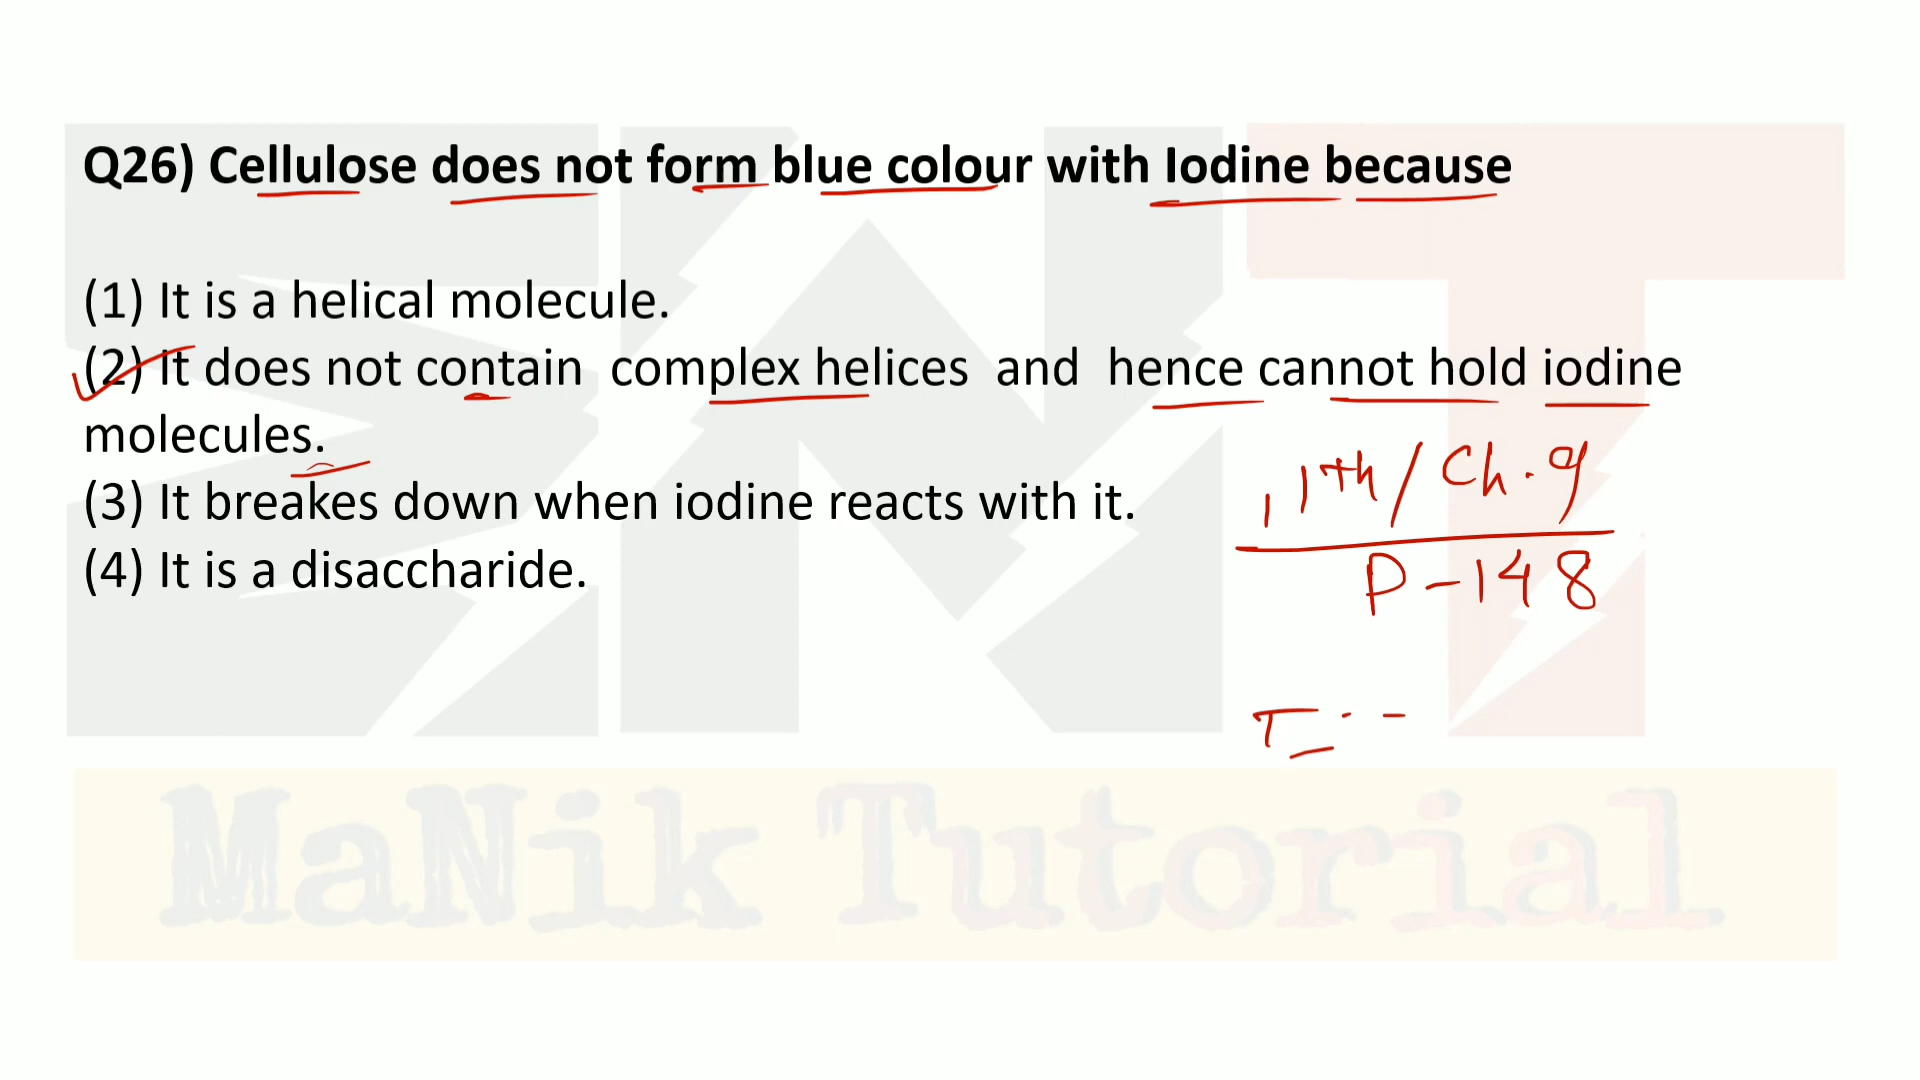 Q26) Cellulose does not form blue colour with Iodine because
(1) It is a helical molecule.
(2) It does not contain complex helices and hence cannot hold iodine
molecules.
(3) It breakes down when iodine reacts with it.
(4) It is a disaccharide.
11th / Ch.9
P-148
MaNik Tutorial